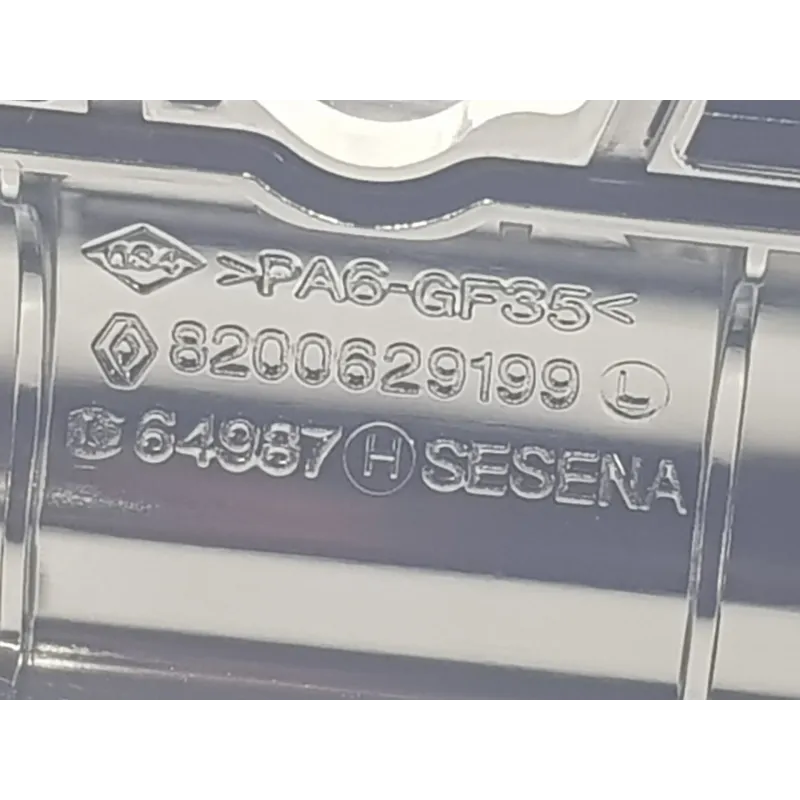 >PA6-GF35<
8200629199 L
64987 H SESENA